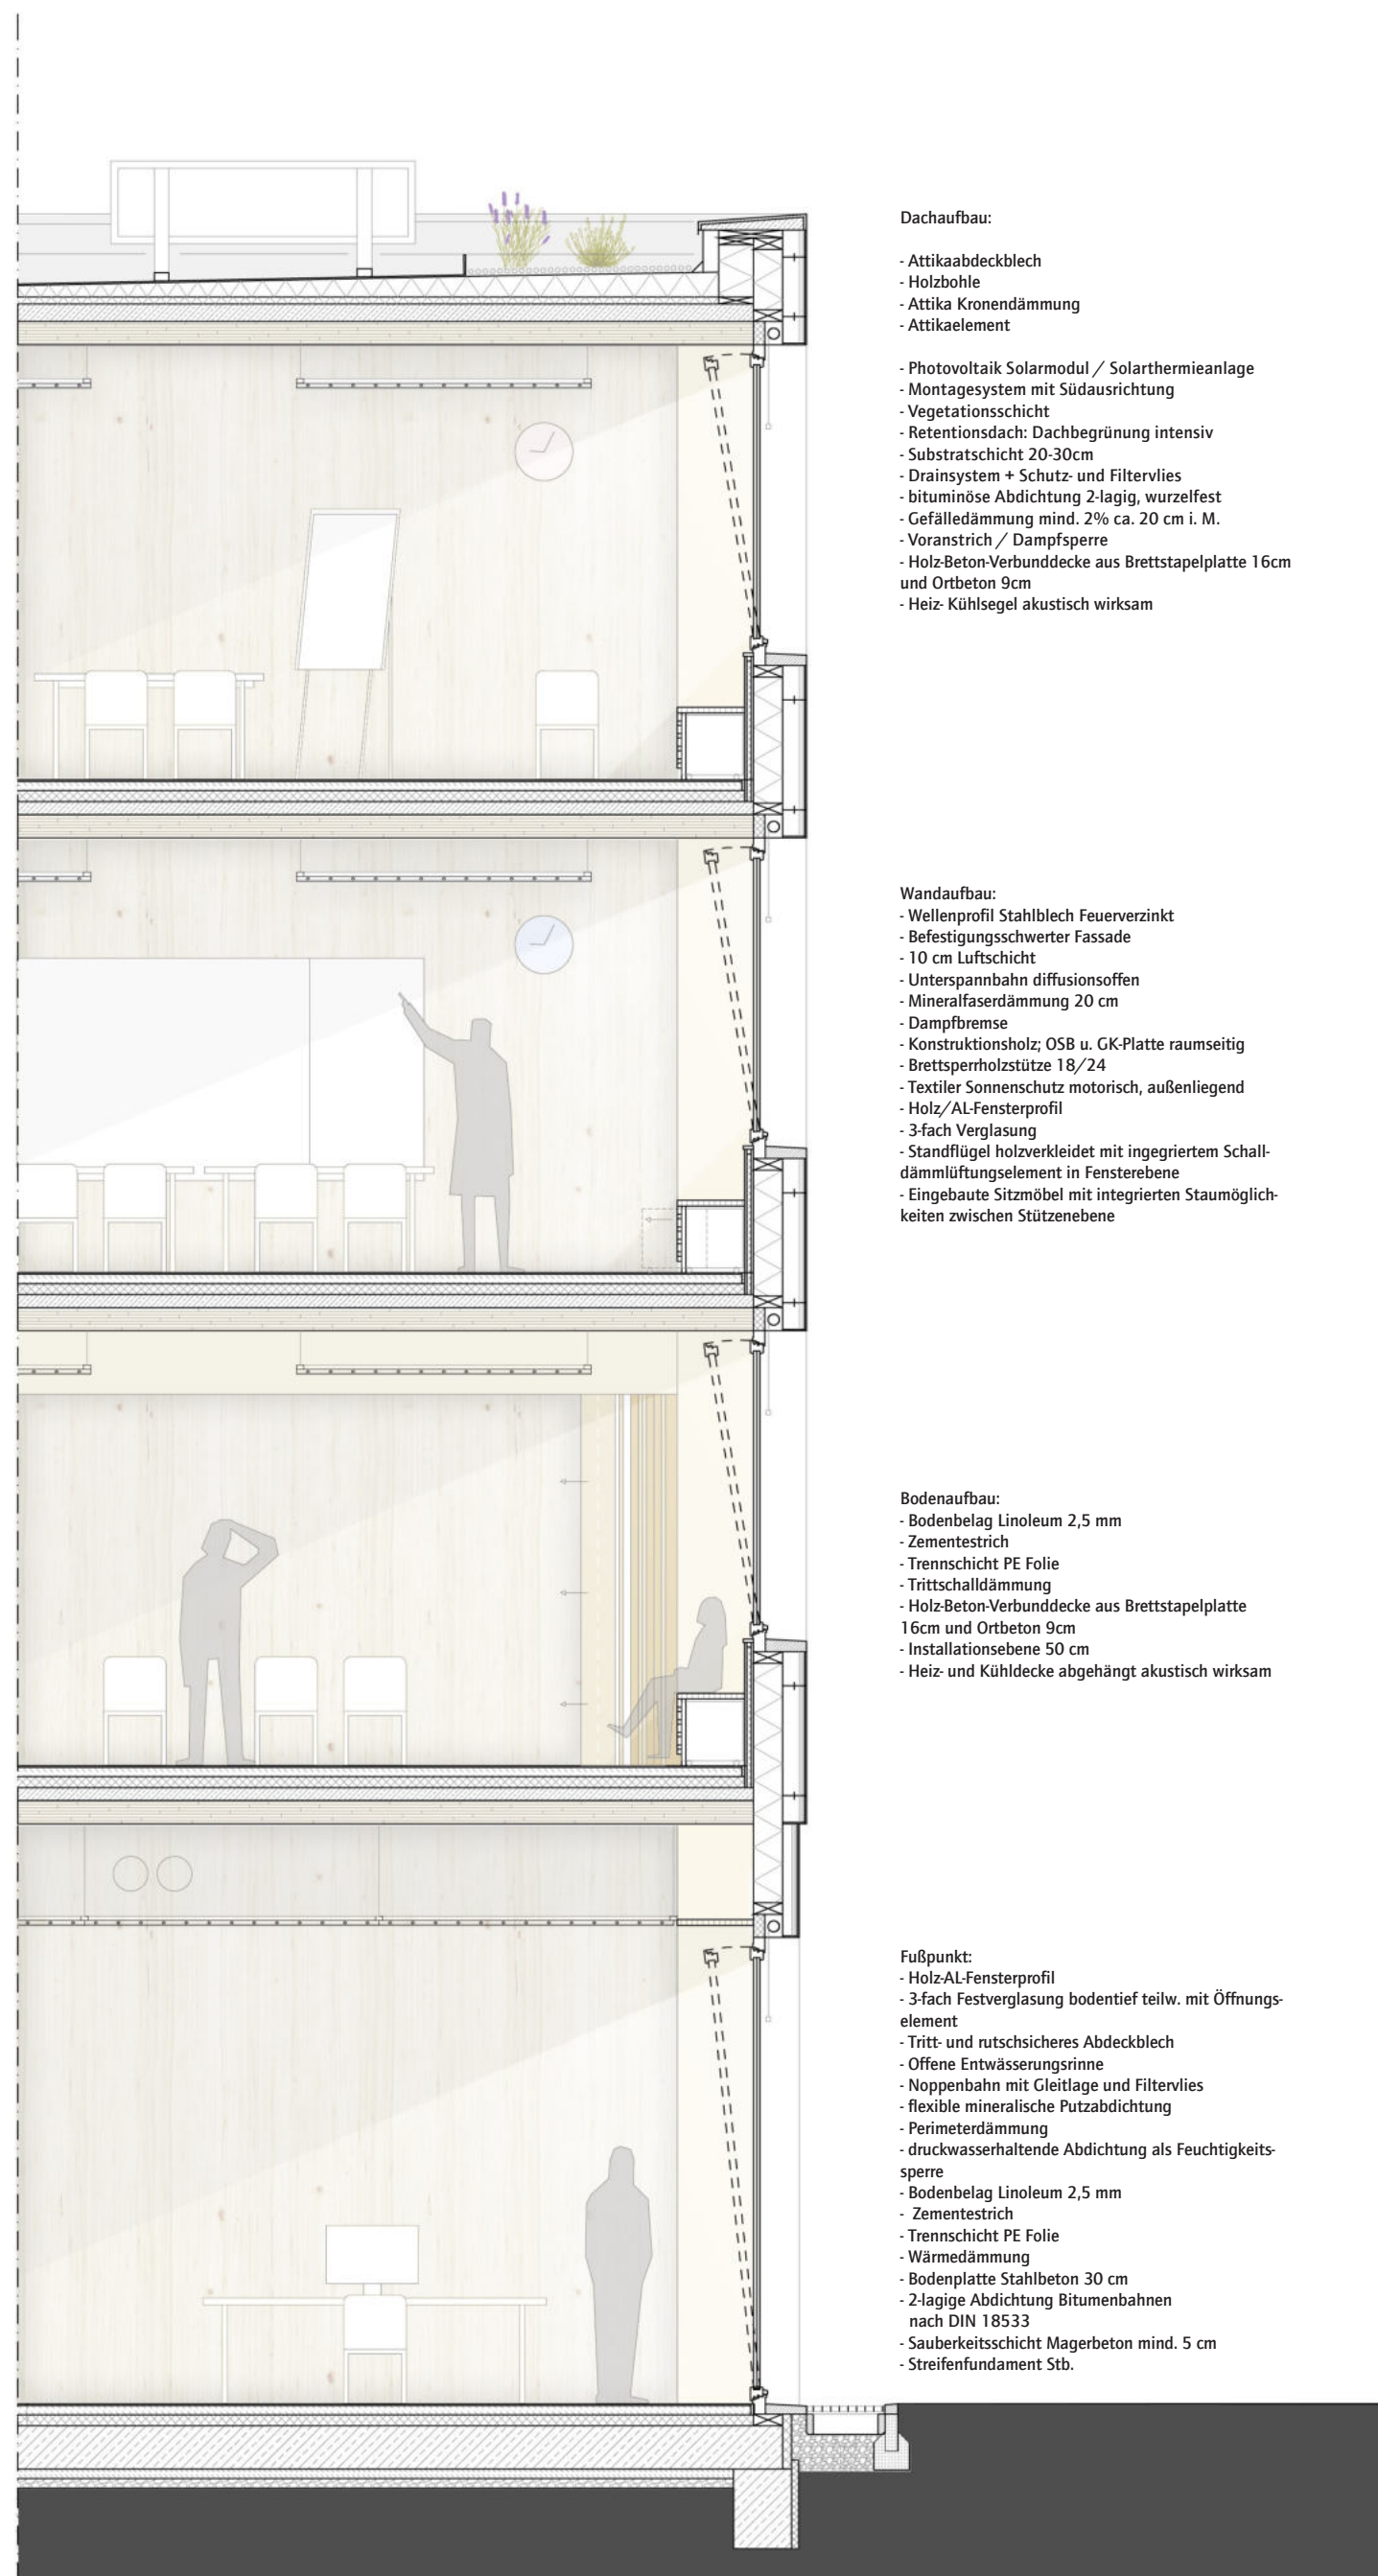 Dachaufbau:
- Attikaabdeckblech
- Holzbohle
- Attika Kronendämmung
- Attikaelement
- Photovoltaik Solarmodul / Solarthermieanlage
- Montagesystem mit Südausrichtung
- Vegetationsschicht
- Retentionsdach: Dachbegrünung intensiv
- Substratschicht 20-30cm
- Drainsystem + Schutz- und Filtervlies
- bituminöse Abdichtung 2-lagig, wurzelfest
- Gefälledämmung mind. 2% ca. 20 cm i. M.
- Voranstrich / Dampfsperre
- Holz-Beton-Verbunddecke aus Brettstapelplatte 16cm
und Ortbeton 9cm
- Heiz- Kühlsegel akustisch wirksam
Wandaufbau:
- Wellenprofil Stahlblech Feuerverzinkt
- Befestigungsschwerter Fassade
- 10 cm Luftschicht
- Unterspannbahn diffusionsoffen
- Mineralfaserdämmung 20 cm
- Dampfbremse
- Konstruktionsholz; OSB u. GK-Platte raumseitig
- Brettsperrholzstütze 18/24
- Textiler Sonnenschutz motorisch, außenliegend
- Holz/AL-Fensterprofil
- 3-fach Verglasung
- Standflügel holzverkleidet mit ingegriertem Schall-
dämmlüftungselement in Fensterebene
- Eingebaute Sitzmöbel mit integrierten Staumöglich-
keiten zwischen Stützenebene
Bodenaufbau:
- Bodenbelag Linoleum 2,5 mm
- Zementestrich
- Trennschicht PE Folie
- Trittschalldämmung
- Holz-Beton-Verbunddecke aus Brettstapelplatte
16cm und Ortbeton 9cm
- Installationsebene 50 cm
- Heiz- und Kühldecke abgehängt akustisch wirksam
Fußpunkt:
- Holz-AL-Fensterprofil
- 3-fach Festverglasung bodentief teilw. mit Öffnungs-
element
- Tritt- und rutschsicheres Abdeckblech
- Offene Entwässerungsrinne
- Noppenbahn mit Gleitlage und Filtervlies
- flexible mineralische Putzabdichtung
- Perimeterdämmung
- druckwasserhaltende Abdichtung als Feuchtigkeits-
sperre
- Bodenbelag Linoleum 2,5 mm
- Zementestrich
- Trennschicht PE Folie
- Wärmedämmung
- Bodenplatte Stahlbeton 30 cm
- 2-lagige Abdichtung Bitumenbahnen
nach DIN 18533
- Sauberkeitsschicht Magerbeton mind. 5 cm
- Streifenfundament Stb.